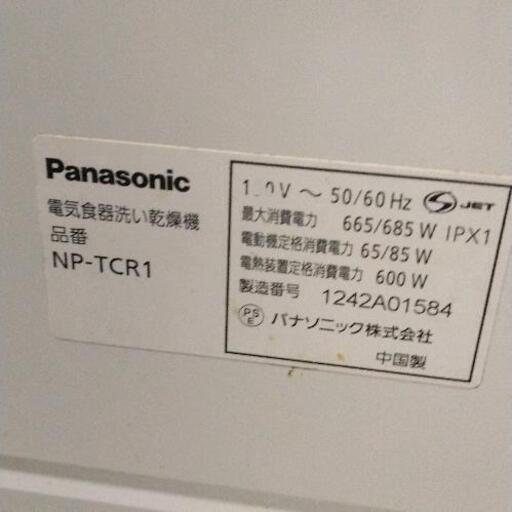 Panasonic
電気食器洗い乾燥機
品番
NP-TCR1
～ 50/60 Hz JET
最大消費電力 665/685 W IPX1
電動機定格消費電力 65/85 W
電熱装置定格消費電力 600 W
製造番号 1242A01584
PSE パナソニック株式会社
中国製